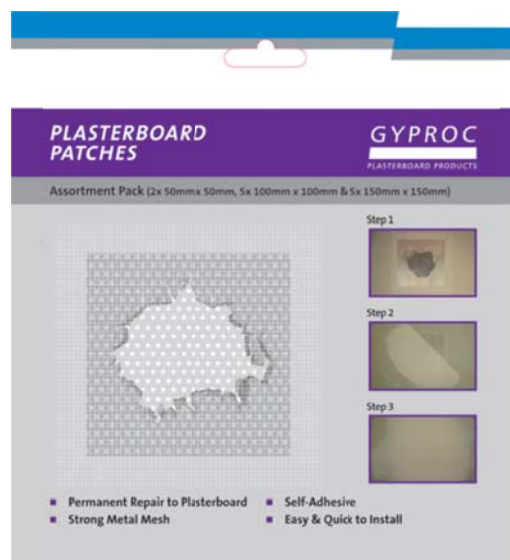 PLASTERBOARD
PATCHES
GYPROC
PLASTERBOARD PRODUCTS
Assortment Pack (2x 50mmx 50mm, 5x 100mm x 100mm & 5x 150mm x 150mm)
Step 1
Step 2
Step 3
Permanent Repair to Plasterboard
Strong Metal Mesh
Self-Adhesive
Easy & Quick to Install